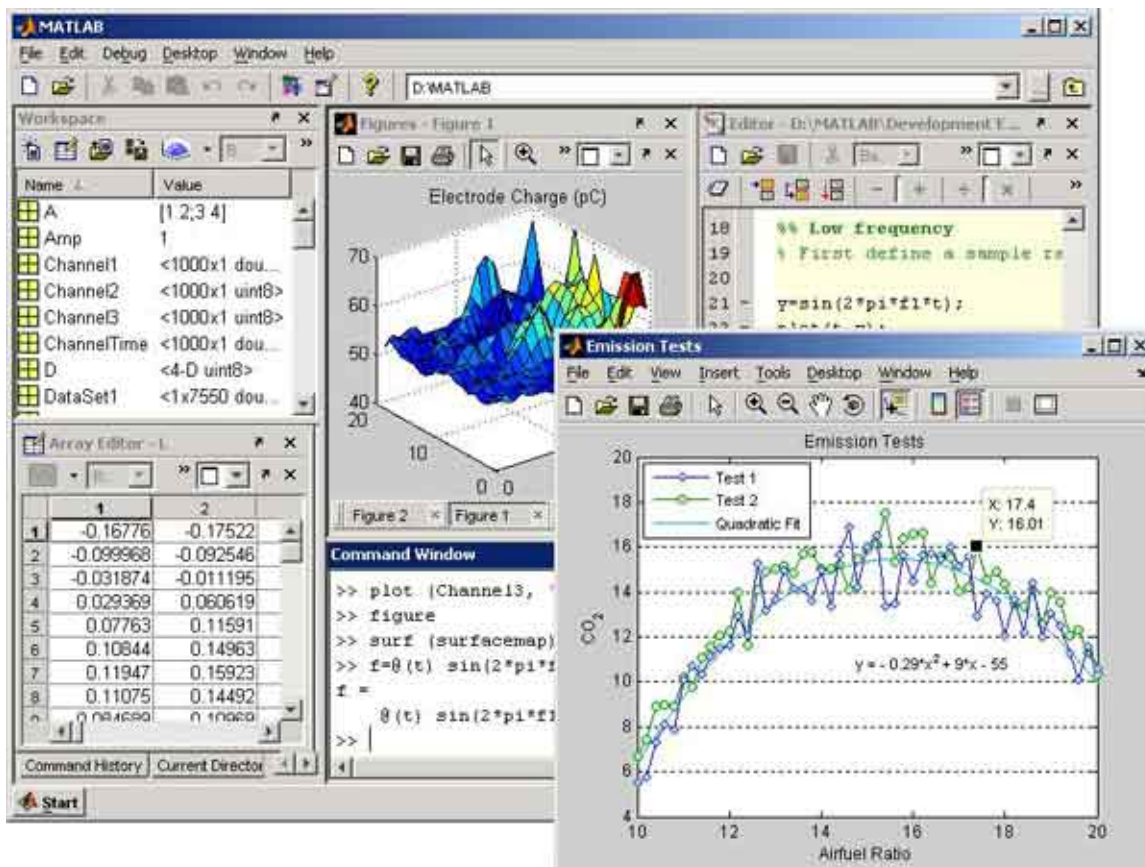 MATLAB
File Edit Debug Desktop Window Help
D:\MATLAB
Workspace
Name Value
A [1 2;3 4]
Amp 1
Channel1 <1000x1 dou...
Channel2 <1000x1 uint8>
Channel3 <1000x1 uint8>
ChannelTime <1000x1 dou...
D <4-D uint8>
DataSet1 <1x7550 dou...
Array Editor -
1 2
1 -0.16776 -0.17522
2 -0.099968 -0.092546
3 -0.031874 -0.011195
4 0.029369 0.060619
5 0.07763 0.11591
6 0.10844 0.14963
7 0.11947 0.15923
8 0.11075 0.14492
9 0.084689 0.10969
Command History Current Director
Start
Figures - Figure 1
Electrode Charge (pC)
70
60
50
40
20
10
0 0
Figure 2 Figure 1
Command Window
>> plot (Channel3,
>> figure
>> surf (surfacemap)
>> f=@(t) sin(2*pi*f
f =
@(t) sin(2*pi*f1
>>
Editor - D:\MATLAB\Development E...
18 %% Low frequency
19 % First define a sample ra
20
21 - y=sin(2*pi*f1*t);
22 - plot(t,y);
Emission Tests
File Edit View Insert Tools Desktop Window Help
Emission Tests
20
18
16
14
12
10
8
6
4
CO2
Test 1
Test 2
Quadratic Fit
X: 17.4
Y: 16.01
y = - 0.29*x² + 9*x - 55
10 12 14 16 18 20
Airfuel Ratio